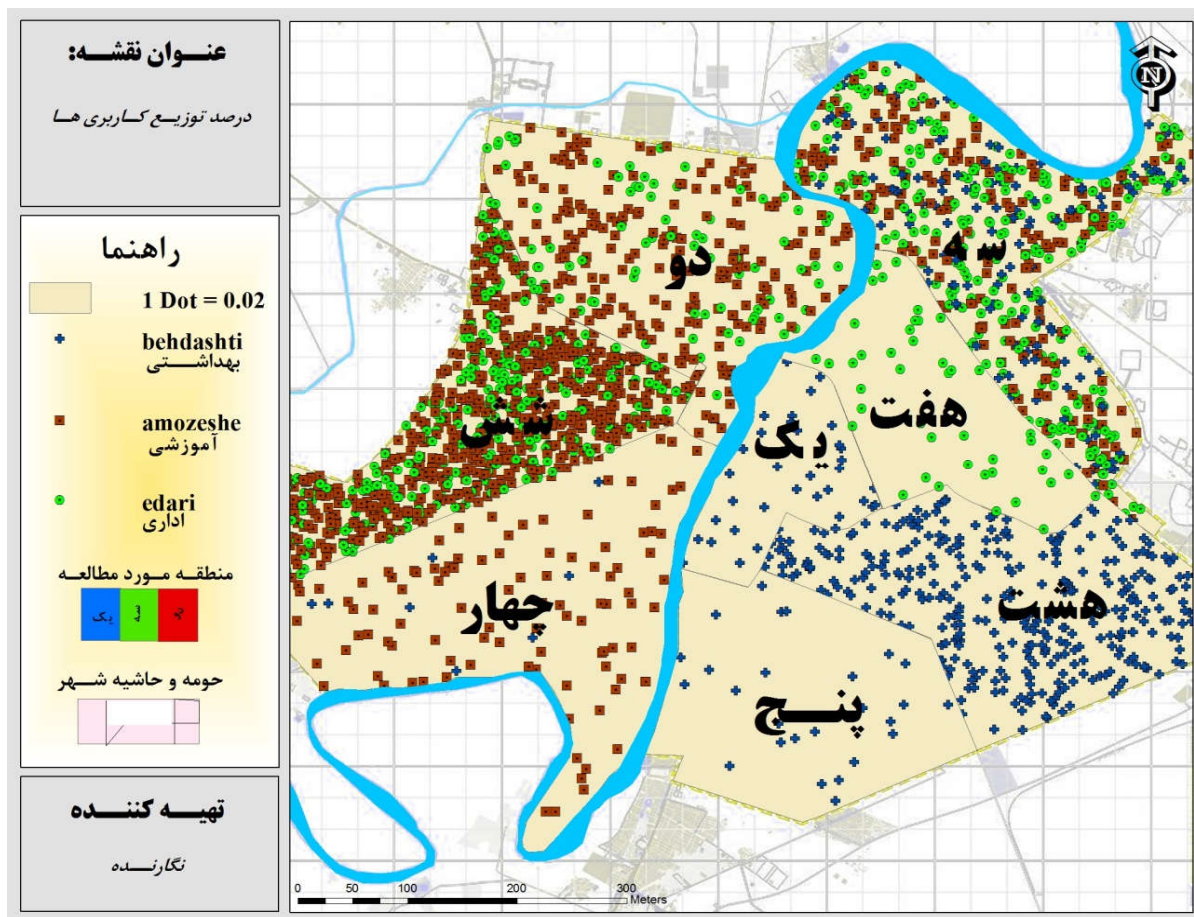 عنوان نقشه:
درصد توزیع کاربری ها
راهنما
1 Dot = 0.02
behdashti
بهداشتی
amozeshe
آموزشی
edari
اداری
منطقه مورد مطالعه
یک سه دو
حومه و حاشیه شهر
تهیه کننده
نگارنده
N
دو
سه
شش
یک
هفت
چهار
هشت
پنج
0 50 100 200 300
Meters